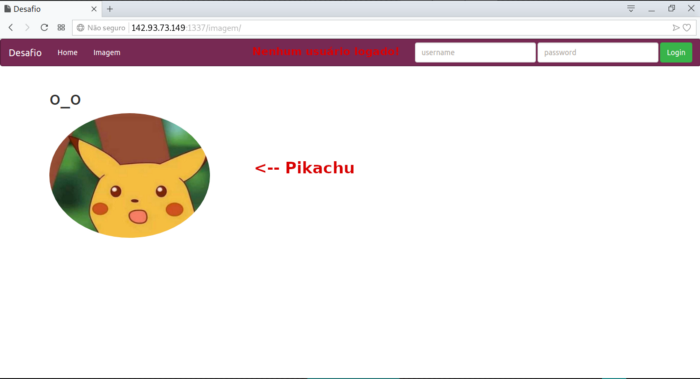 Desafio
Não seguro 142.93.73.149:1337/imagem/
Desafio Home Imagem Nenhum usuário logado! username password Login
O_O
<-- Pikachu